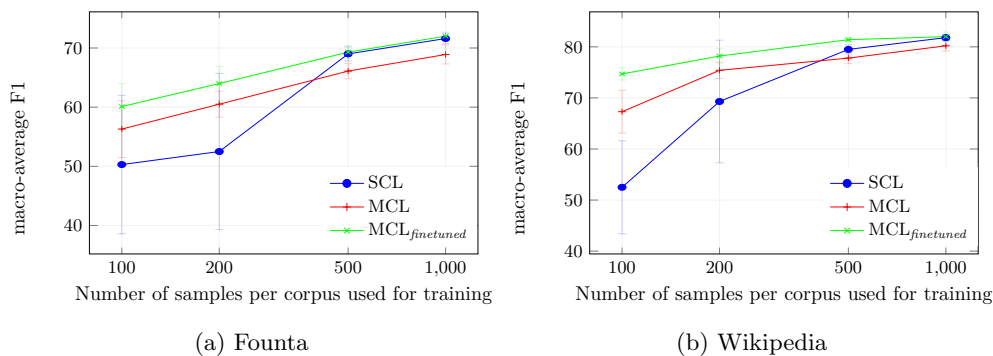 macro-average F1
70
60
50
40
SCL
MCL
MCLfinetuned
100
200
500
1,000
Number of samples per corpus used for training
(a) Founta
macro-average F1
80
70
60
50
40
SCL
MCL
MCLfinetuned
100
200
500
1,000
Number of samples per corpus used for training
(b) Wikipedia